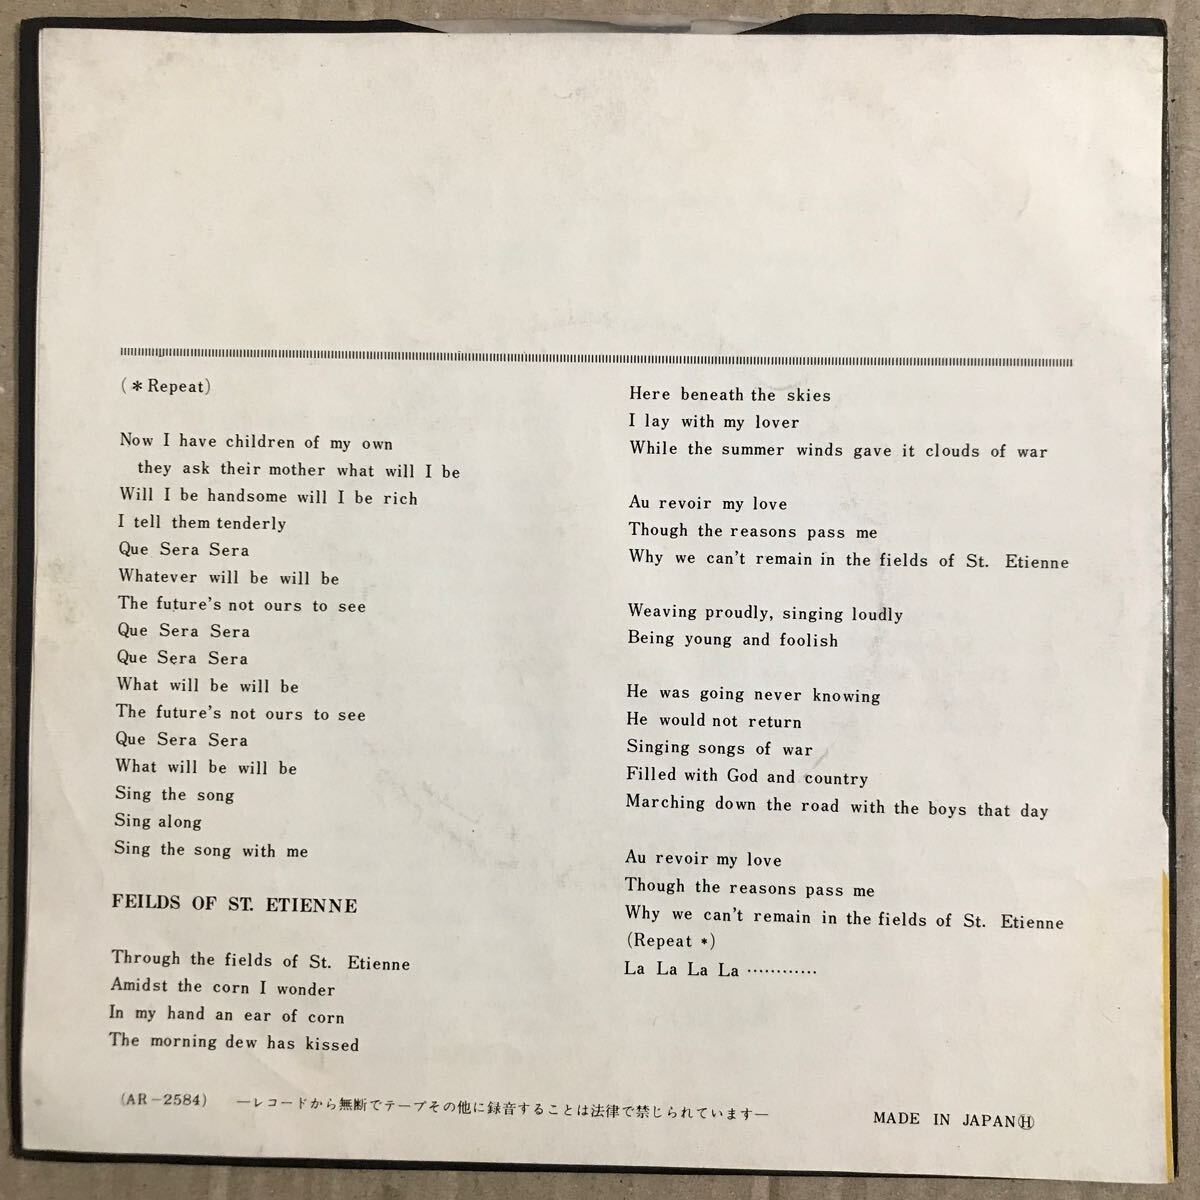 (＊Repeat)
Now I have children of my own
they ask their mother what will I be
Will I be handsome will I be rich
I tell them tenderly
Que Sera Sera
Whatever will be will be
The future's not ours to see
Que Sera Sera
Que Sera Sera
What will be will be
The future's not ours to see
Que Sera Sera
What will be will be
Sing the song
Sing along
Sing the song with me
FEILDS OF ST. ETIENNE
Through the fields of St. Etienne
Amidst the corn I wonder
In my hand an ear of corn
The morning dew has kissed
Here beneath the skies
I lay with my lover
While the summer winds gave it clouds of war
Au revoir my love
Though the reasons pass me
Why we can't remain in the fields of St. Etienne
Weaving proudly, singing loudly
Being young and foolish
He was going never knowing
He would not return
Singing songs of war
Filled with God and country
Marching down the road with the boys that day
Au revoir my love
Though the reasons pass me
Why we can't remain in the fields of St. Etienne
(Repeat ＊)
La La La La …………
(AR－2584) ―レコードから無断でテープその他に録音することは法律で禁じられています―
MADE IN JAPANⒽ